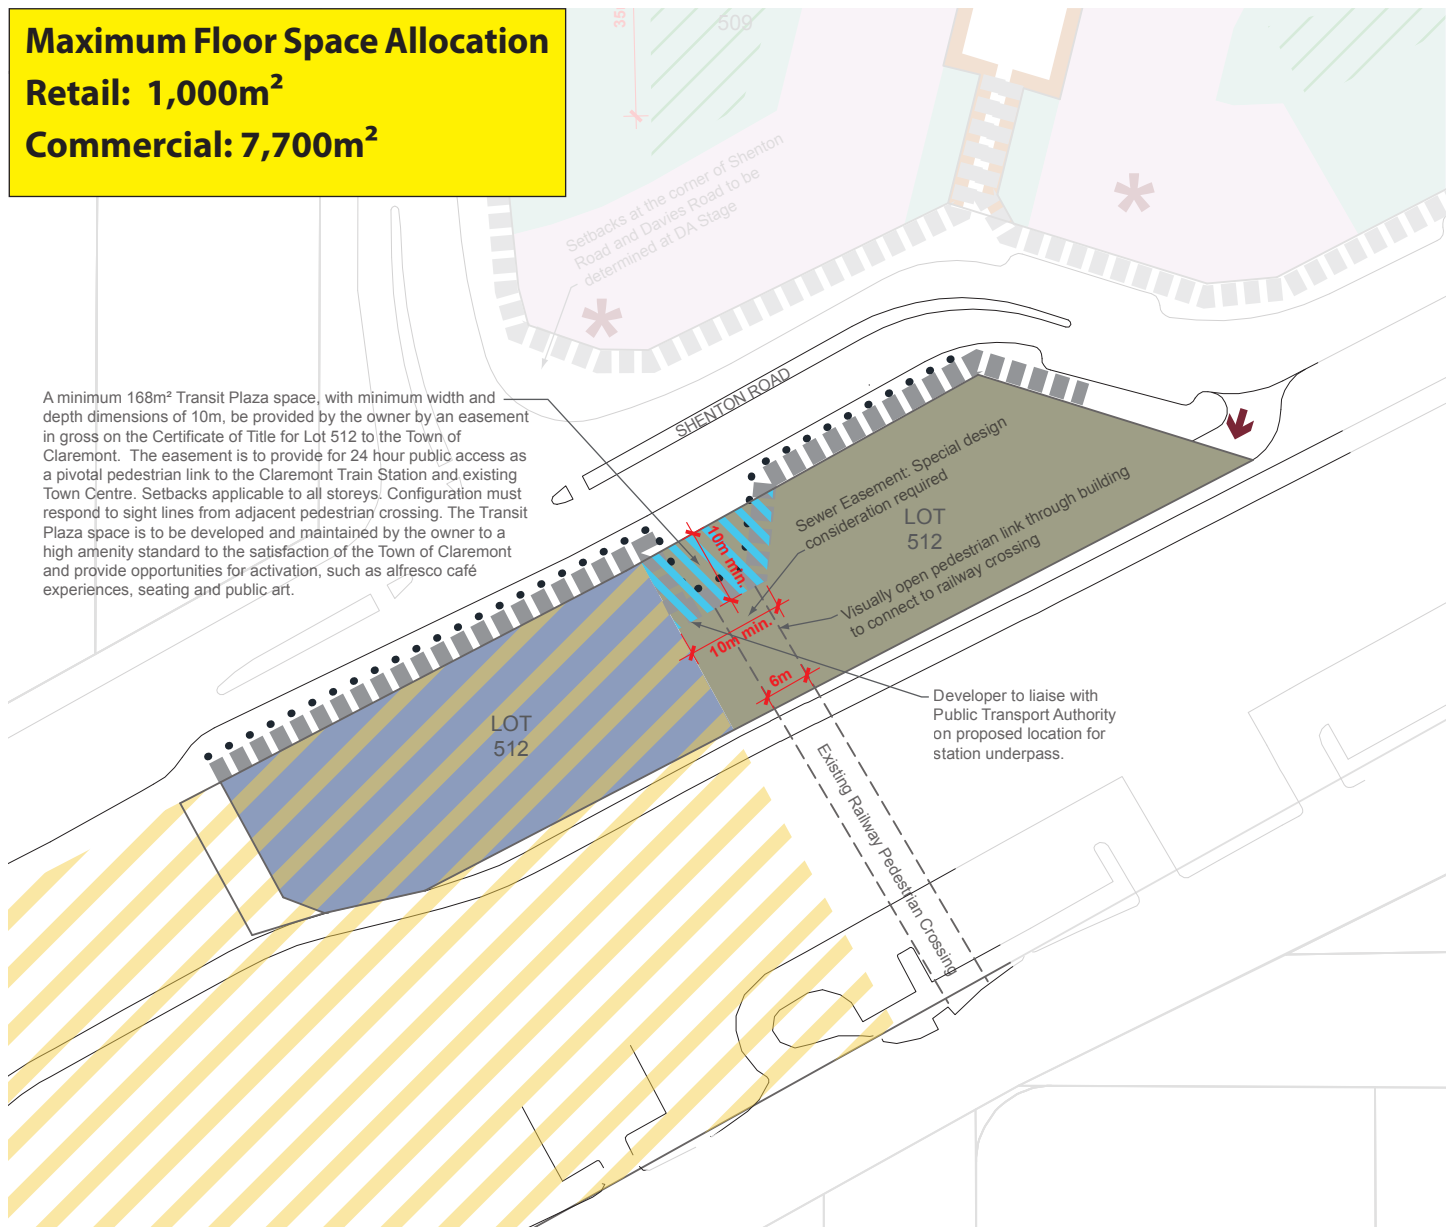 Maximum Floor Space Allocation
Retail: 1,000m²
Commercial: 7,700m²
35
509
Setbacks at the corner of Shenton
Road and Davies Road to be
determined at DA Stage
A minimum 168m² Transit Plaza space, with minimum width and
depth dimensions of 10m, be provided by the owner by an easement
in gross on the Certificate of Title for Lot 512 to the Town of
Claremont. The easement is to provide for 24 hour public access as
a pivotal pedestrian link to the Claremont Train Station and existing
Town Centre. Setbacks applicable to all storeys. Configuration must
respond to sight lines from adjacent pedestrian crossing. The Transit
Plaza space is to be developed and maintained by the owner to a
high amenity standard to the satisfaction of the Town of Claremont
and provide opportunities for activation, such as alfresco café
experiences, seating and public art.
SHENTON ROAD
Sewer Easement: Special design
consideration required
LOT
512
10m min.
Visually open pedestrian link through building
to connect to railway crossing
10m min.
6m
Developer to liaise with
Public Transport Authority
on proposed location for
station underpass.
LOT
512
Existing Railway Pedestrian Crossing